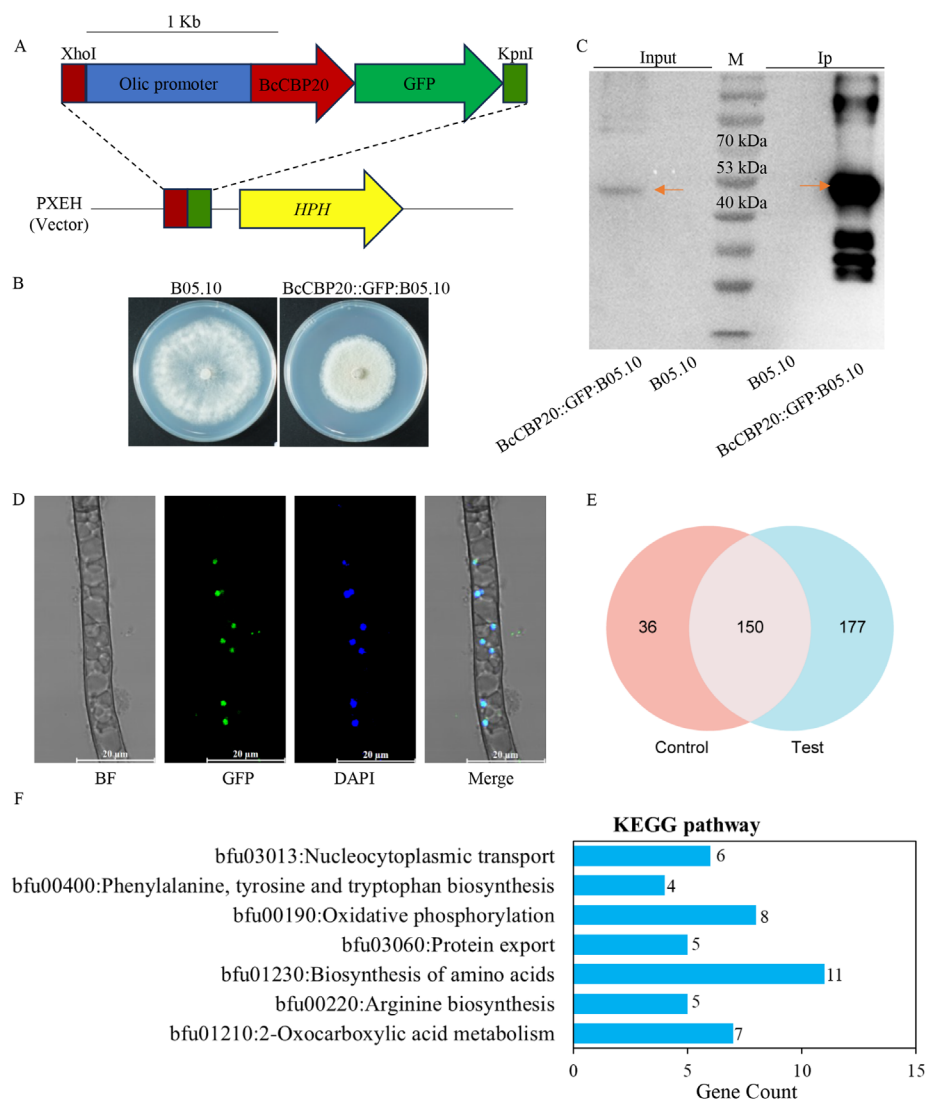 A
1 Kb
XhoI
KpnI
Olic promoter
BcCBP20
GFP
PXEH
(Vector)
HPH
B
B05.10
BcCBP20::GFP:B05.10
C
Input
M
Ip
70 kDa
53 kDa
40 kDa
BcCBP20::GFP:B05.10
B05.10
B05.10
BcCBP20::GFP:B05.10
D
20 µm
20 µm
20 µm
20 µm
BF
GFP
DAPI
Merge
E
36
150
177
Control
Test
F
KEGG pathway
bfu03013:Nucleocytoplasmic transport
6
bfu00400:Phenylalanine, tyrosine and tryptophan biosynthesis
4
bfu00190:Oxidative phosphorylation
8
bfu03060:Protein export
5
bfu01230:Biosynthesis of amino acids
11
bfu00220:Arginine biosynthesis
5
bfu01210:2-Oxocarboxylic acid metabolism
7
0
5
10
15
Gene Count